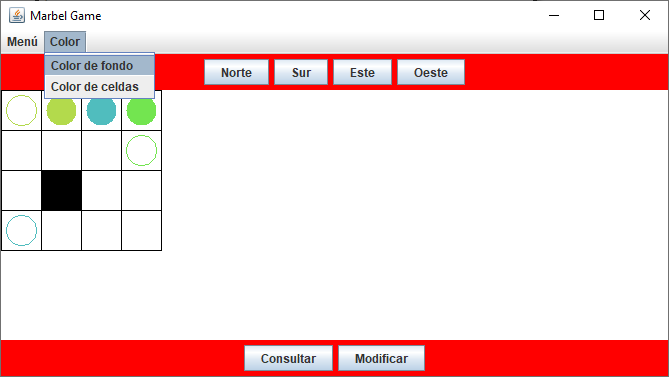 Marbel Game
Menú Color
Color de fondo
Color de celdas
Norte Sur Este Oeste
Consultar Modificar